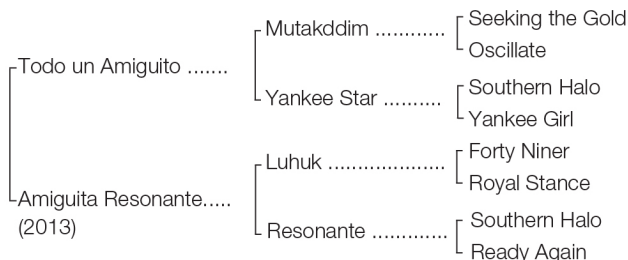 Seeking the Gold
Mutakddim ............
Oscillate
Todo un Amiguito .......
Southern Halo
Yankee Star ..........
Yankee Girl
Forty Niner
Luhuk .....................
Royal Stance
Amiguita Resonante.....
(2013)
Southern Halo
Resonante .............
Ready Again